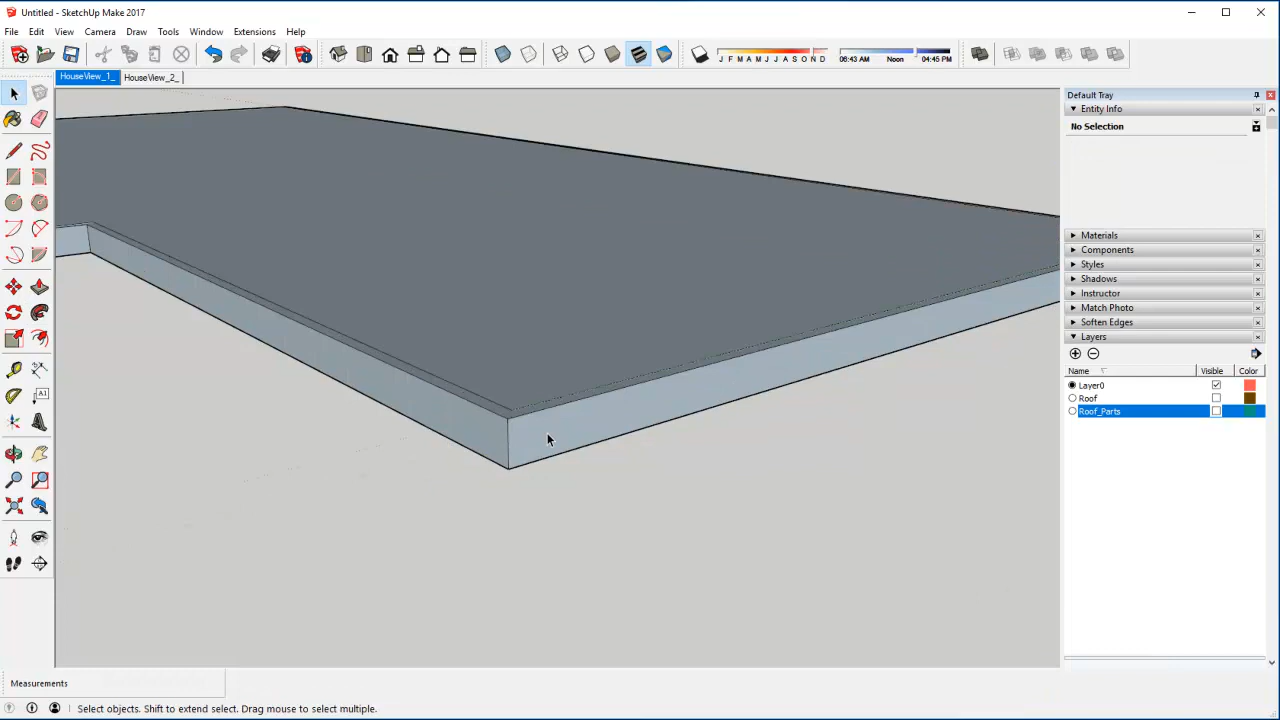 Untitled - SketchUp Make 2017
File Edit View Camera Draw Tools Window Extensions Help
J F M A M J J A S O N D
06:43 AM Noon 04:45 PM
HouseView_1_ HouseView_2_
Default Tray
Entity Info
No Selection
Materials
Components
Styles
Shadows
Instructor
Match Photo
Soften Edges
Layers
Name Visible Color
Layer0
Roof
Roof_Parts
A1
Measurements
Select objects. Shift to extend select. Drag mouse to select multiple.